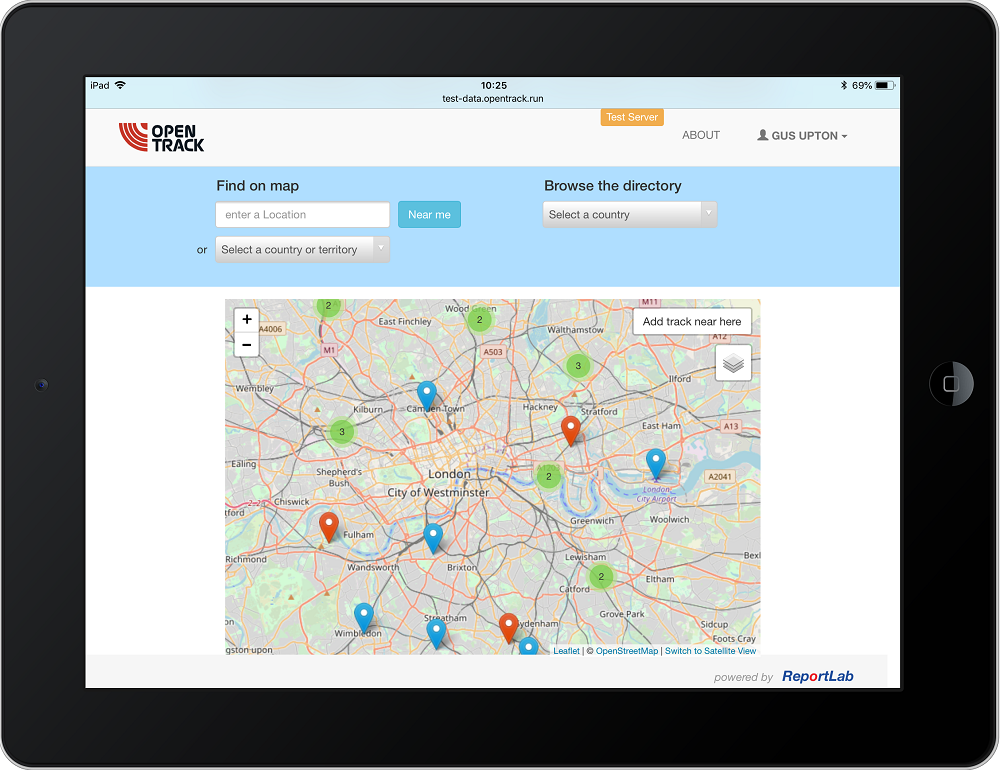 iPad
10:25
69%
test-data.opentrack.run
Test Server
OPEN
TRACK
ABOUT
GUS UPTON
Find on map
Browse the directory
enter a Location
Near me
Select a country
or
Select a country or territory
+
−
Add track near here
2
Wood Green
M11
2
East Finchley
A4006
Walthamstow
A12
M1
A503
3
Ilford
Wembley
Kilburn
Camden Town
Hackney
Stratford
3
East Ham
A13
Ealing
Shepherd's
Bush
London
2
A2041
City of Westminster
London
City Airport
Chiswick
Greenwich
Woolwich
Fulham
Richmond
Wandsworth
Brixton
Lewisham
Catford
2
Eltham
Grove Park
Streatham
Wimbledon
ydenham
Sidcup
Foots Cray
gston upon
Leaflet | © OpenStreetMap | Switch to Satellite View
powered by ReportLab